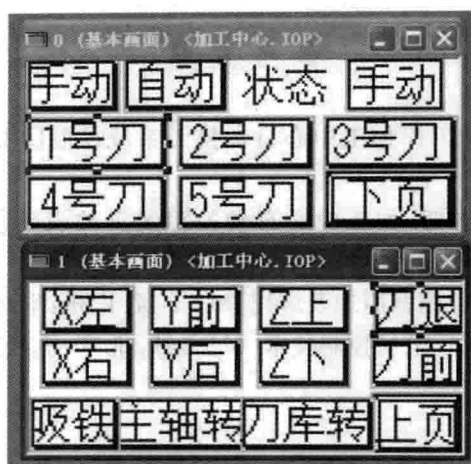 0 (基本画面) <加工中心.IOP>
手动 自动 状态 手动
1号刀 2号刀 3号刀
4号刀 5号刀 下页
1 (基本画面) <加工中心.IOP>
X左 Y前 Z上 刀退
X右 Y后 Z下 刀前
吸铁 主轴转 刀库转 上页